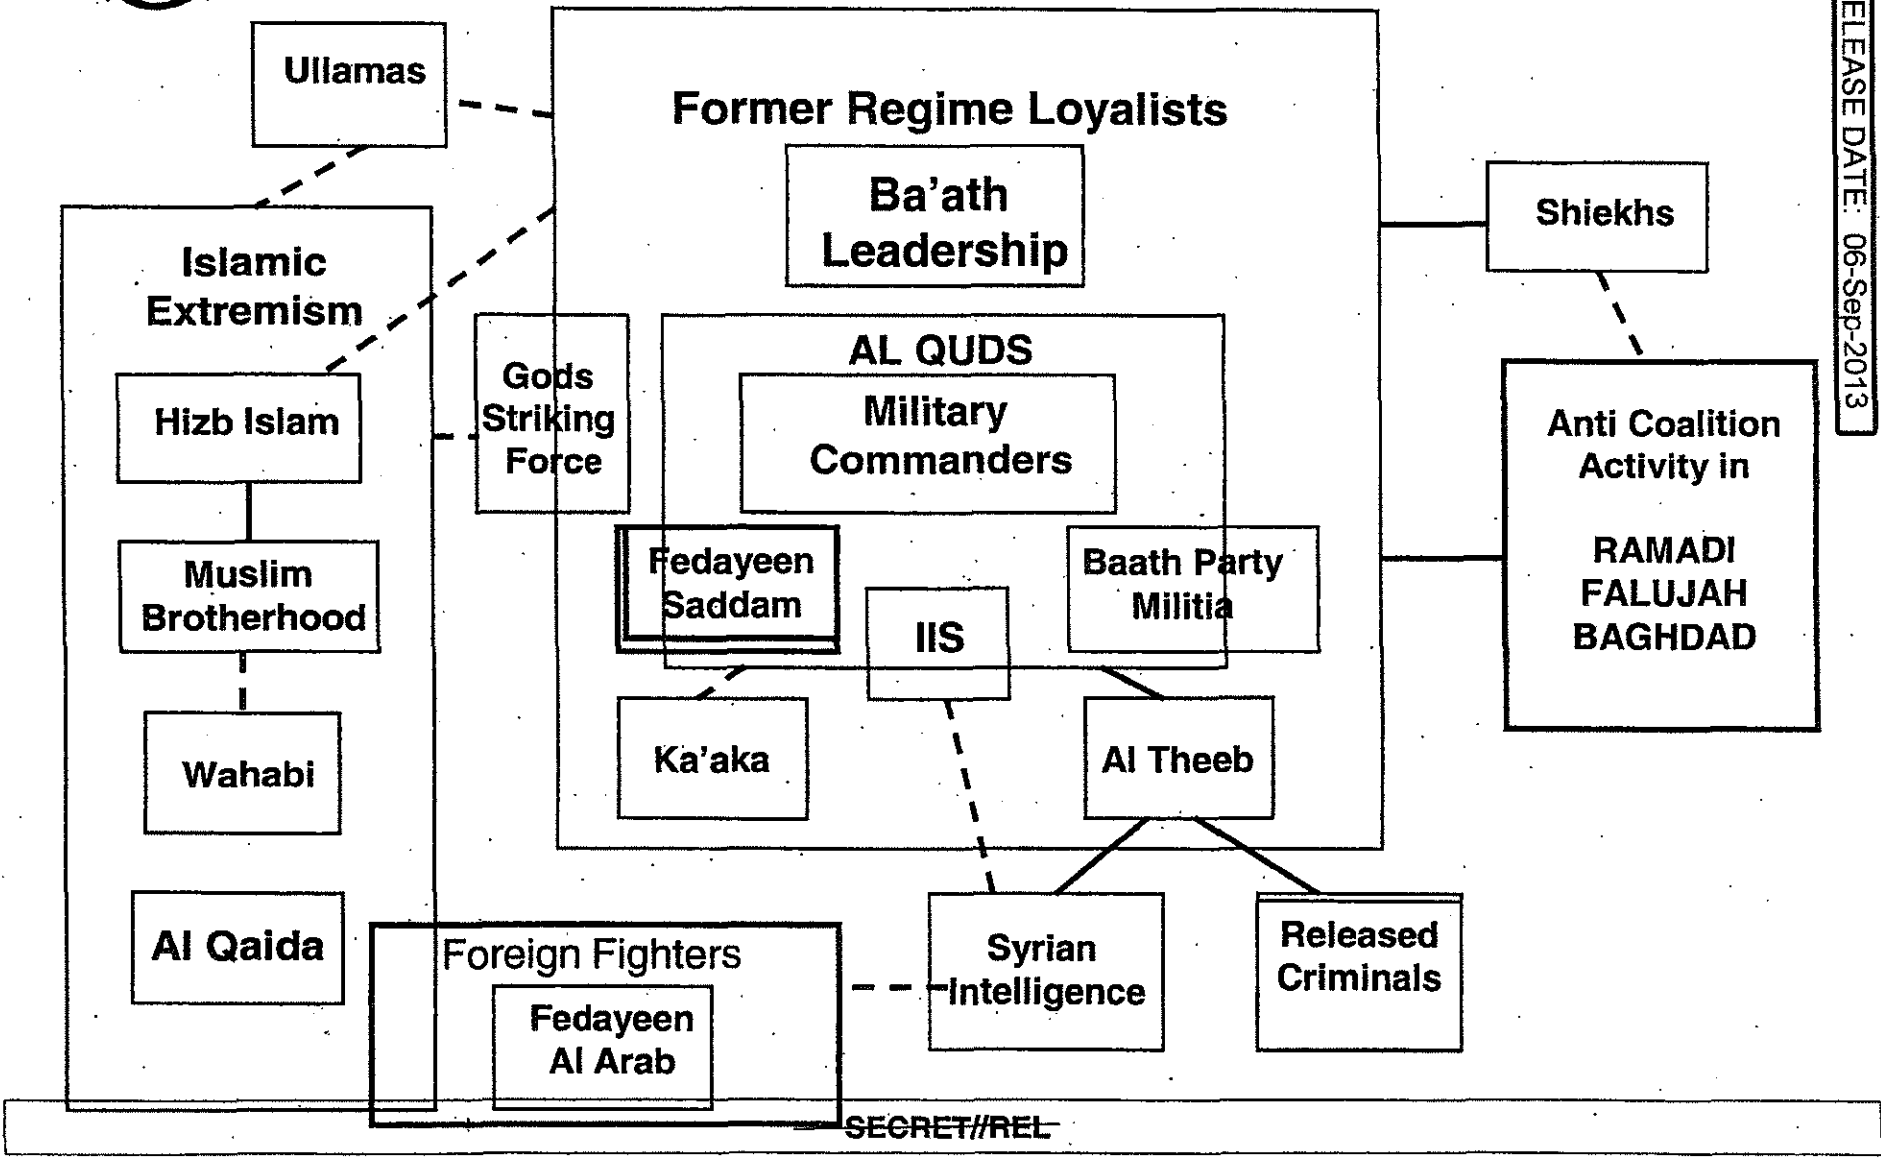 Ullamas
Former Regime Loyalists
Ba'ath
Leadership
Shiekhs
Islamic
Extremism
AL QUDS
Gods
Striking
Force
Military
Commanders
Hizb Islam
Anti Coalition
Activity in
RAMADI
FALUJAH
BAGHDAD
Muslim
Brotherhood
Fedayeen
Saddam
IIS
Baath Party
Militia
Wahabi
Ka'aka
Al Theeb
Al Qaida
Foreign Fighters
Fedayeen
Al Arab
Syrian
Intelligence
Released
Criminals
SECRET//REL
ELEASE DATE: 06-Sep-2013